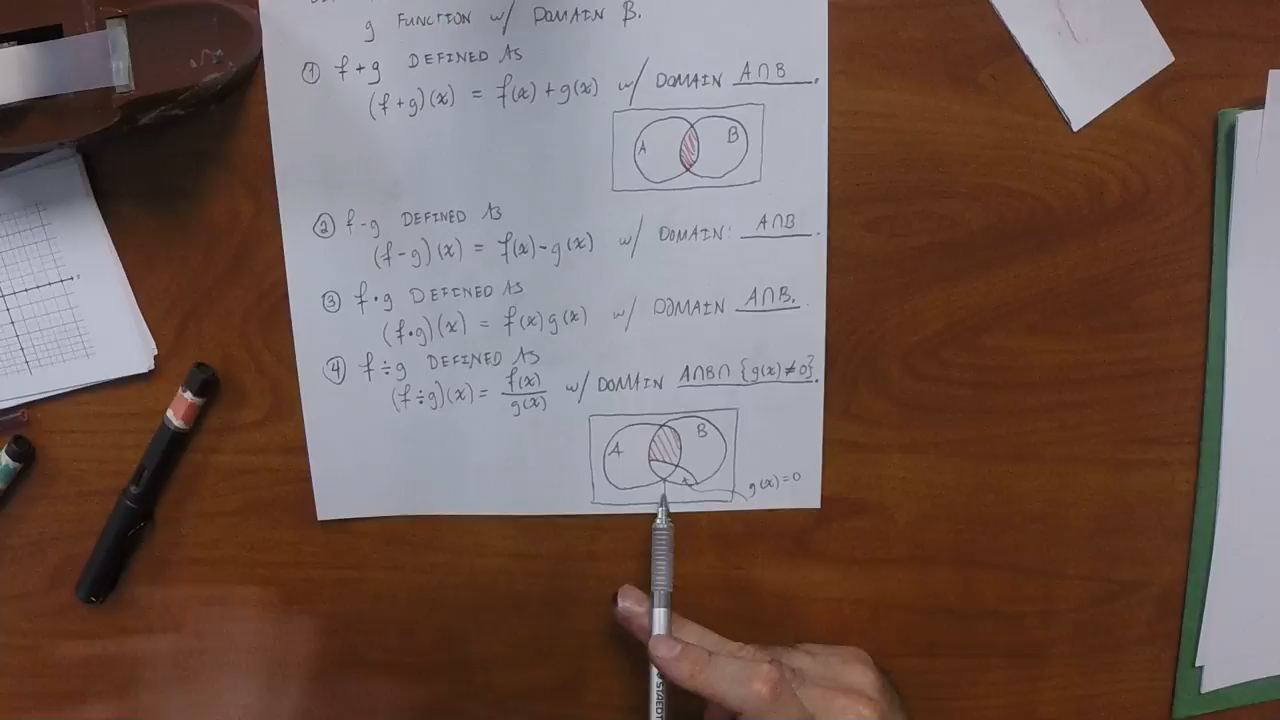 g FUNCTION w/ DOMAIN B.
① f+g DEFINED AS
(f+g)(x) = f(x)+g(x) w/ DOMAIN A∩B.
A B
② f-g DEFINED AS
(f-g)(x) = f(x)-g(x) w/ DOMAIN: A∩B.
③ f·g DEFINED AS
(f·g)(x) = f(x)g(x) w/ DOMAIN A∩B.
④ f÷g DEFINED AS
(f÷g)(x) = f(x)/g(x) w/ DOMAIN A∩B∩{g(x)≠0}.
A B
g(x)=0